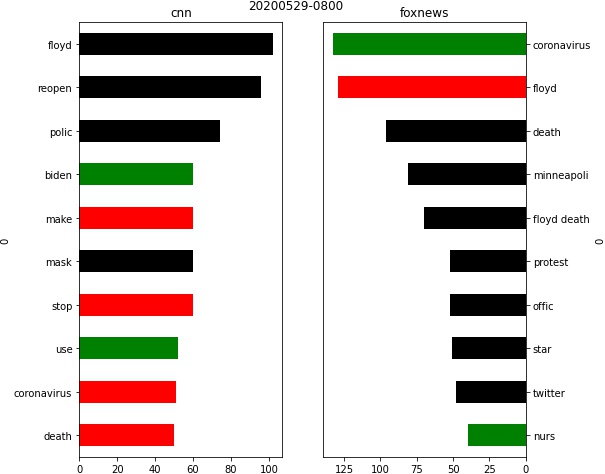 20200529-0800
cnn
foxnews
floyd
reopen
polic
biden
make
mask
stop
use
coronavirus
death
0
0 20 40 60 80 100
coronavirus
floyd
death
minneapoli
floyd death
protest
offic
star
twitter
nurs
0
125 100 75 50 25 0